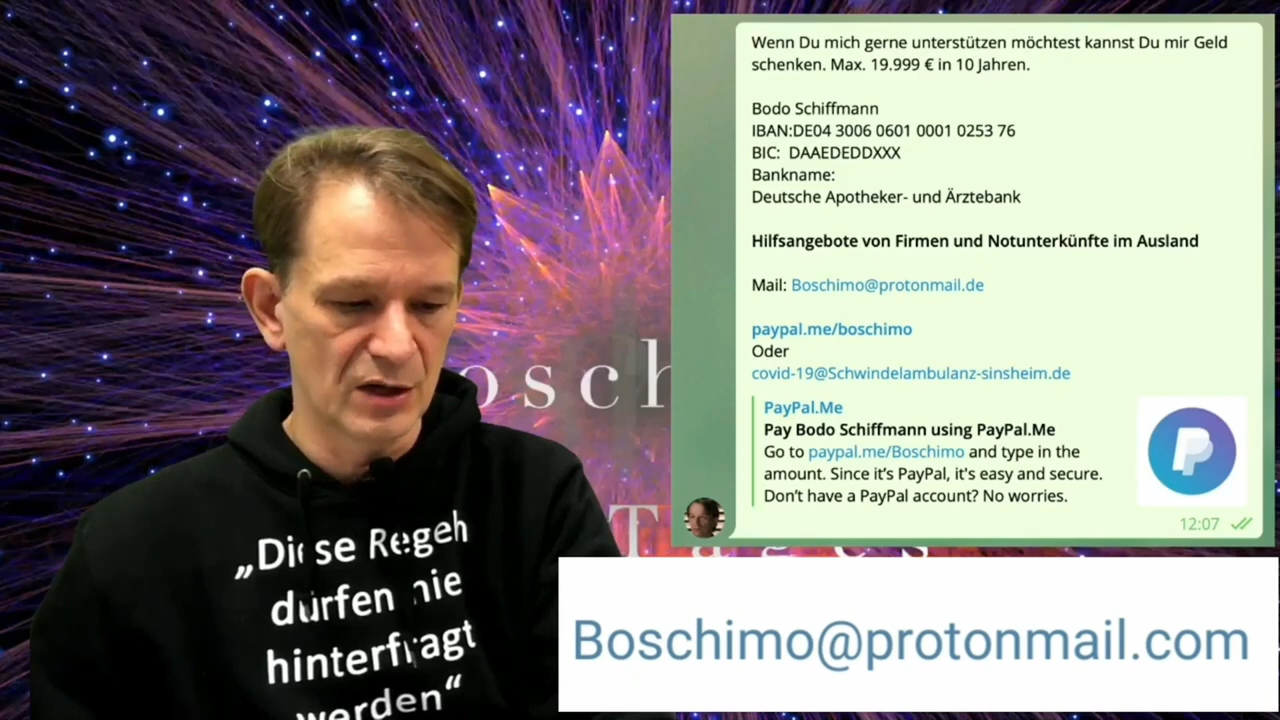 Wenn Du mich gerne unterstützen möchtest kannst Du mir Geld
schenken. Max. 19.999 € in 10 Jahren.
Bodo Schiffmann
IBAN:DE04 3006 0601 0001 0253 76
BIC: DAAEDEDDXXX
Bankname:
Deutsche Apotheker- und Ärztebank
Hilfsangebote von Firmen und Notunterkünfte im Ausland
Mail: Boschimo@protonmail.de
paypal.me/boschimo
Oder
covid-19@Schwindelambulanz-sinsheim.de
PayPal.Me
Pay Bodo Schiffmann using PayPal.Me
Go to paypal.me/Boschimo and type in the
amount. Since it's PayPal, it's easy and secure.
Don't have a PayPal account? No worries.
12:07
osch
Tages
„Diese Regeln
dürfen nie
hinterfragt
werden“
Boschimo@protonmail.com